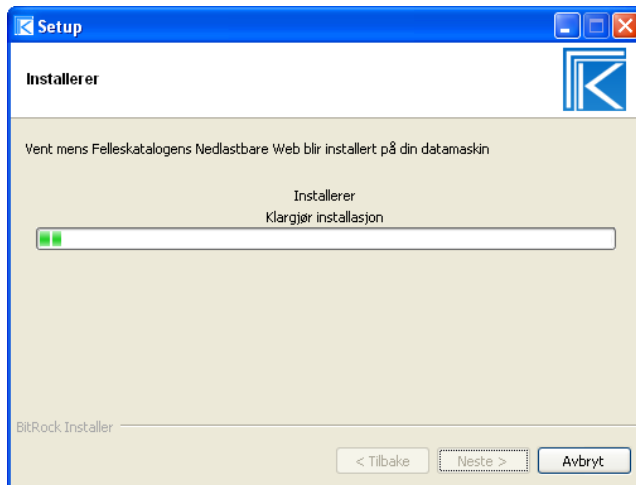 Setup
Installerer
Vent mens Felleskatalogens Nedlastbare Web blir installert på din datamaskin
Installerer
Klargjør installasjon
BitRock Installer
< Tilbake
Neste >
Avbryt